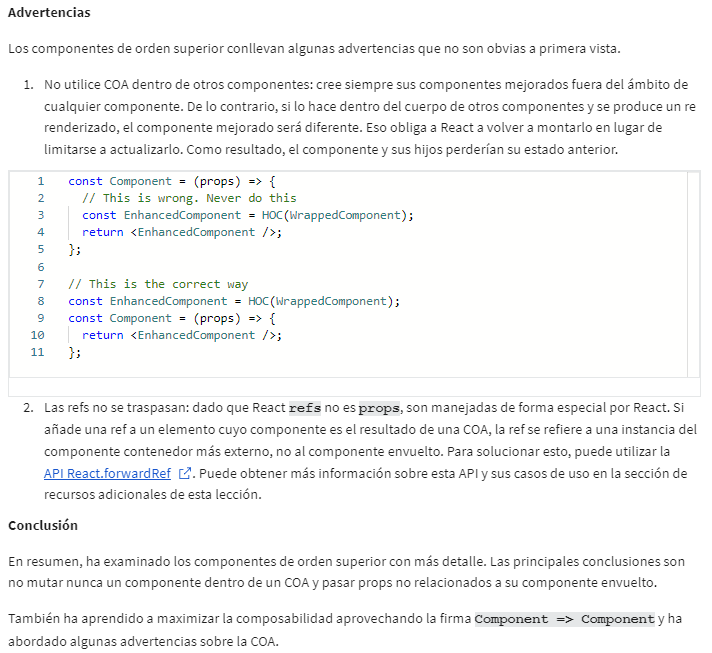 Advertencias
Los componentes de orden superior conllevan algunas advertencias que no son obvias a primera vista.
1. No utilice COA dentro de otros componentes: cree siempre sus componentes mejorados fuera del ámbito de
cualquier componente. De lo contrario, si lo hace dentro del cuerpo de otros componentes y se produce un re
renderizado, el componente mejorado será diferente. Eso obliga a React a volver a montarlo en lugar de
limitarse a actualizarlo. Como resultado, el componente y sus hijos perderían su estado anterior.
1 const Component = (props) => {
2 // This is wrong. Never do this
3 const EnhancedComponent = HOC(WrappedComponent);
4 return <EnhancedComponent />;
5 };
6
7 // This is the correct way
8 const EnhancedComponent = HOC(WrappedComponent);
9 const Component = (props) => {
10 return <EnhancedComponent />;
11 };
2. Las refs no se traspasan: dado que React refs no es props, son manejadas de forma especial por React. Si
añade una ref a un elemento cuyo componente es el resultado de una COA, la ref se refiere a una instancia del
componente contenedor más externo, no al componente envuelto. Para solucionar esto, puede utilizar la
API React.forwardRef. Puede obtener más información sobre esta API y sus casos de uso en la sección de
recursos adicionales de esta lección.
Conclusión
En resumen, ha examinado los componentes de orden superior con más detalle. Las principales conclusiones son
no mutar nunca un componente dentro de un COA y pasar props no relacionados a su componente envuelto.
También ha aprendido a maximizar la composabilidad aprovechando la firma Component => Component y ha
abordado algunas advertencias sobre la COA.